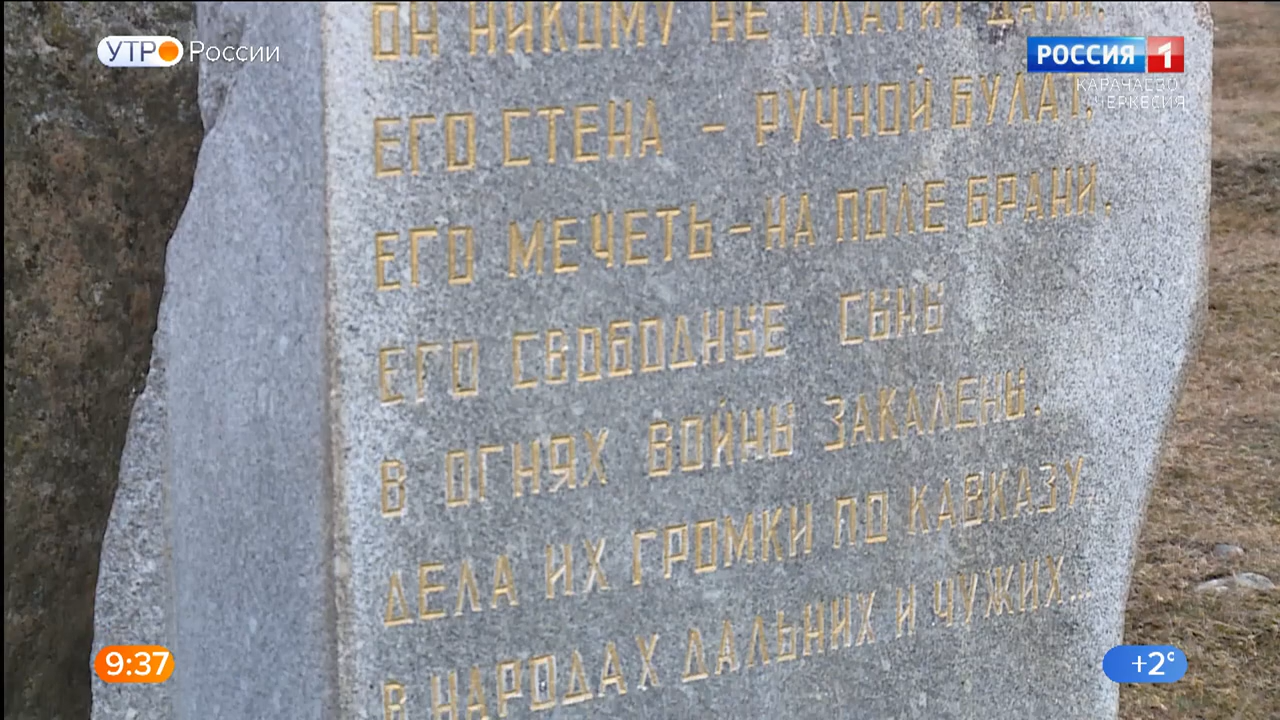 УТРО России
РОССИЯ 1
КАРАЧАЕВО-
ЧЕРКЕСИЯ
ОН НИКОМУ НЕ ПЛАТИТ ДАНИ.
ЕГО СТЕНА – РУЧНОЙ БУЛАТ,
ЕГО МЕЧЕТЬ – НА ПОЛЕ БРАНИ,
ЕГО СВОБОДНЫЕ СЫНЫ
В ОГНЯХ ВОЙНЫ ЗАКАЛЕНЫ.
ДЕЛА ИХ ГРОМКИ ПО КАВКАЗУ,
В НАРОДАХ ДАЛЬНИХ И ЧУЖИХ...
9:37
+2°